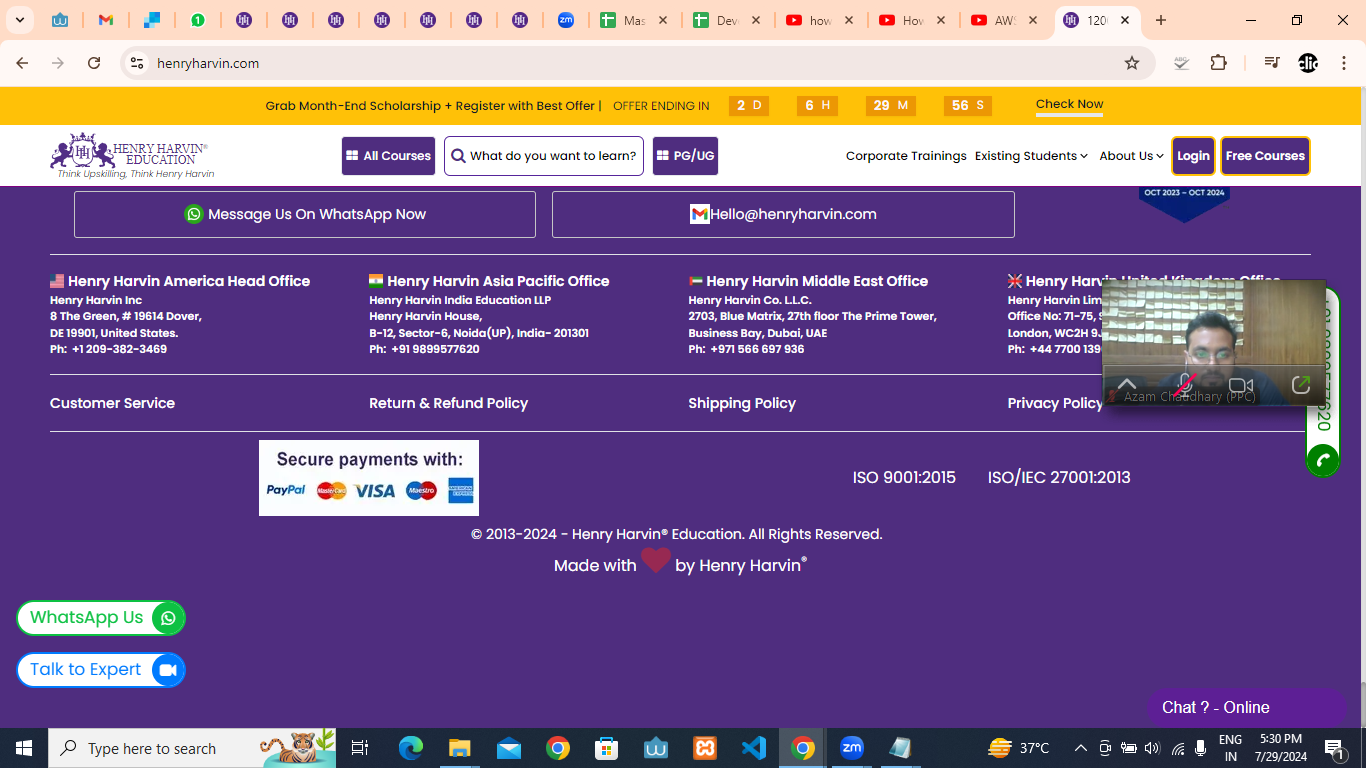 Mas
Dev
how
How
AWS
120
henryharvin.com
Grab Month-End Scholarship + Register with Best Offer | OFFER ENDING IN 2 D 6 H 29 M 56 S Check Now
HENRY HARVIN®
EDUCATION
Think Upskilling, Think Henry Harvin
All Courses
What do you want to learn?
PG/UG
Corporate Trainings Existing Students About Us Login Free Courses
OCT 2023 – OCT 2024
Message Us On WhatsApp Now
Hello@henryharvin.com
Henry Harvin America Head Office
Henry Harvin Inc
8 The Green, # 19614 Dover,
DE 19901, United States.
Ph: +1 209-382-3469
Henry Harvin Asia Pacific Office
Henry Harvin India Education LLP
Henry Harvin House,
B-12, Sector-6, Noida(UP), India- 201301
Ph: +91 9899577620
Henry Harvin Middle East Office
Henry Harvin Co. L.L.C.
2703, Blue Matrix, 27th floor The Prime Tower,
Business Bay, Dubai, UAE
Ph: +971 566 697 936
Henry Harvin United Kingdom Office
Henry Harvin Lim
Office No: 71-75, S
London, WC2H 9J
Ph: +44 7700 139
Azam Chaudhary (PPC)
Customer Service
Return & Refund Policy
Shipping Policy
Privacy Policy
Secure payments with:
PayPal MasterCard VISA Maestro AMERICAN EXPRESS
ISO 9001:2015 ISO/IEC 27001:2013
© 2013-2024 - Henry Harvin® Education. All Rights Reserved.
Made with by Henry Harvin®
WhatsApp Us
Talk to Expert
Chat ? - Online
Type here to search
37°C
ENG
IN
5:30 PM
7/29/2024
1